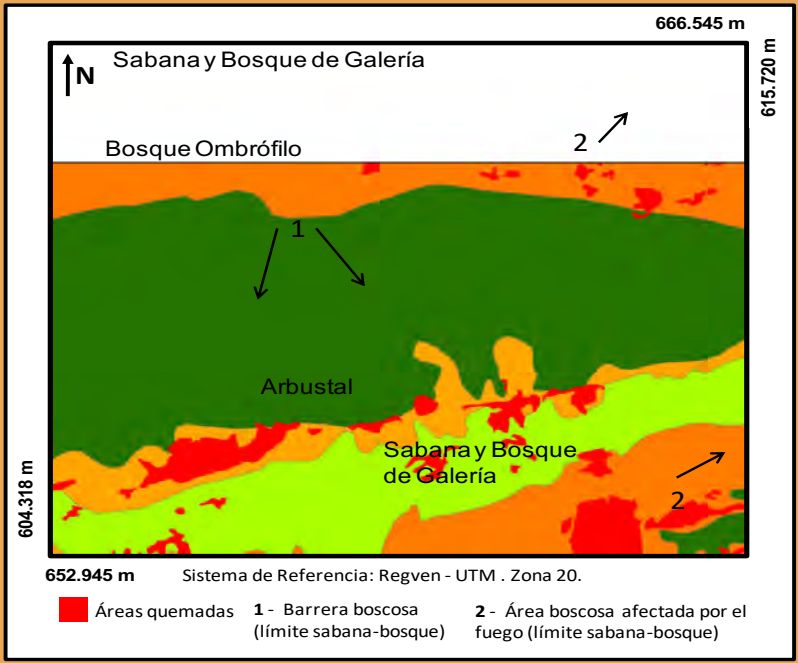 666.545 m
615.720 m
Sabana y Bosque de Galería
N
2
Bosque Ombrófilo
1
Arbustal
Sabana y Bosque
de Galería
2
604.318 m
652.945 m
Sistema de Referencia: Regven - UTM . Zona 20.
Áreas quemadas
1 - Barrera boscosa
(límite sabana-bosque)
2 - Área boscosa afectada por el
fuego (límite sabana-bosque)